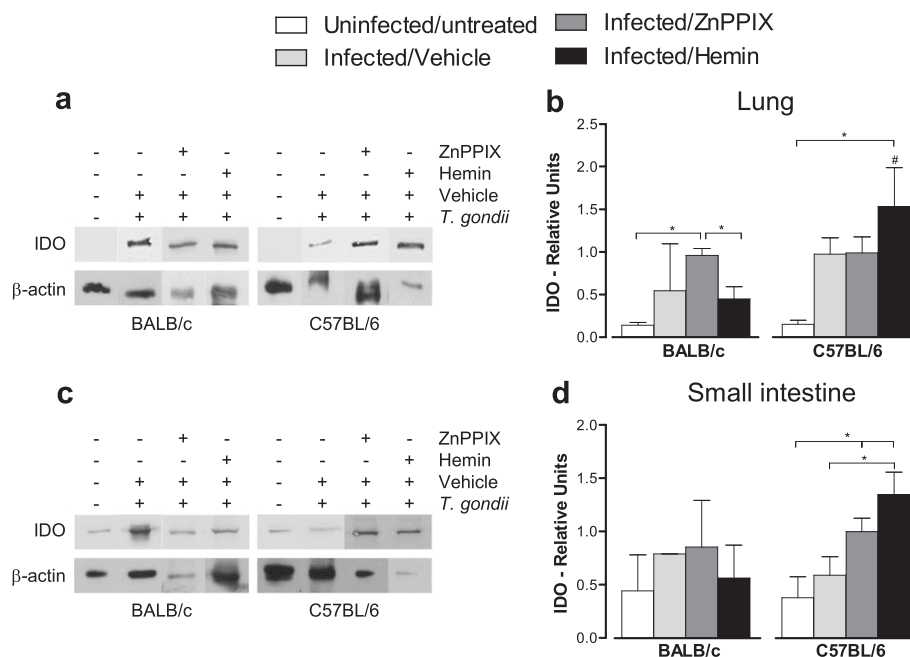 Uninfected/untreated
Infected/ZnPPIX
Infected/Vehicle
Infected/Hemin
a
- - + - - - + - ZnPPIX
- - - + - - - + Hemin
- + + + - + + + Vehicle
- + + + - + + + T. gondii
IDO
β-actin
BALB/c C57BL/6
b
Lung
IDO - Relative Units
2.5
2.0
1.5
1.0
0.5
0.0
* * * #
BALB/c C57BL/6
c
- - + - - - + - ZnPPIX
- - - + - - - + Hemin
- + + + - + + + Vehicle
- + + + - + + + T. gondii
IDO
β-actin
BALB/c C57BL/6
d
Small intestine
IDO - Relative Units
2.0
1.5
1.0
0.5
0.0
*
*
BALB/c C57BL/6